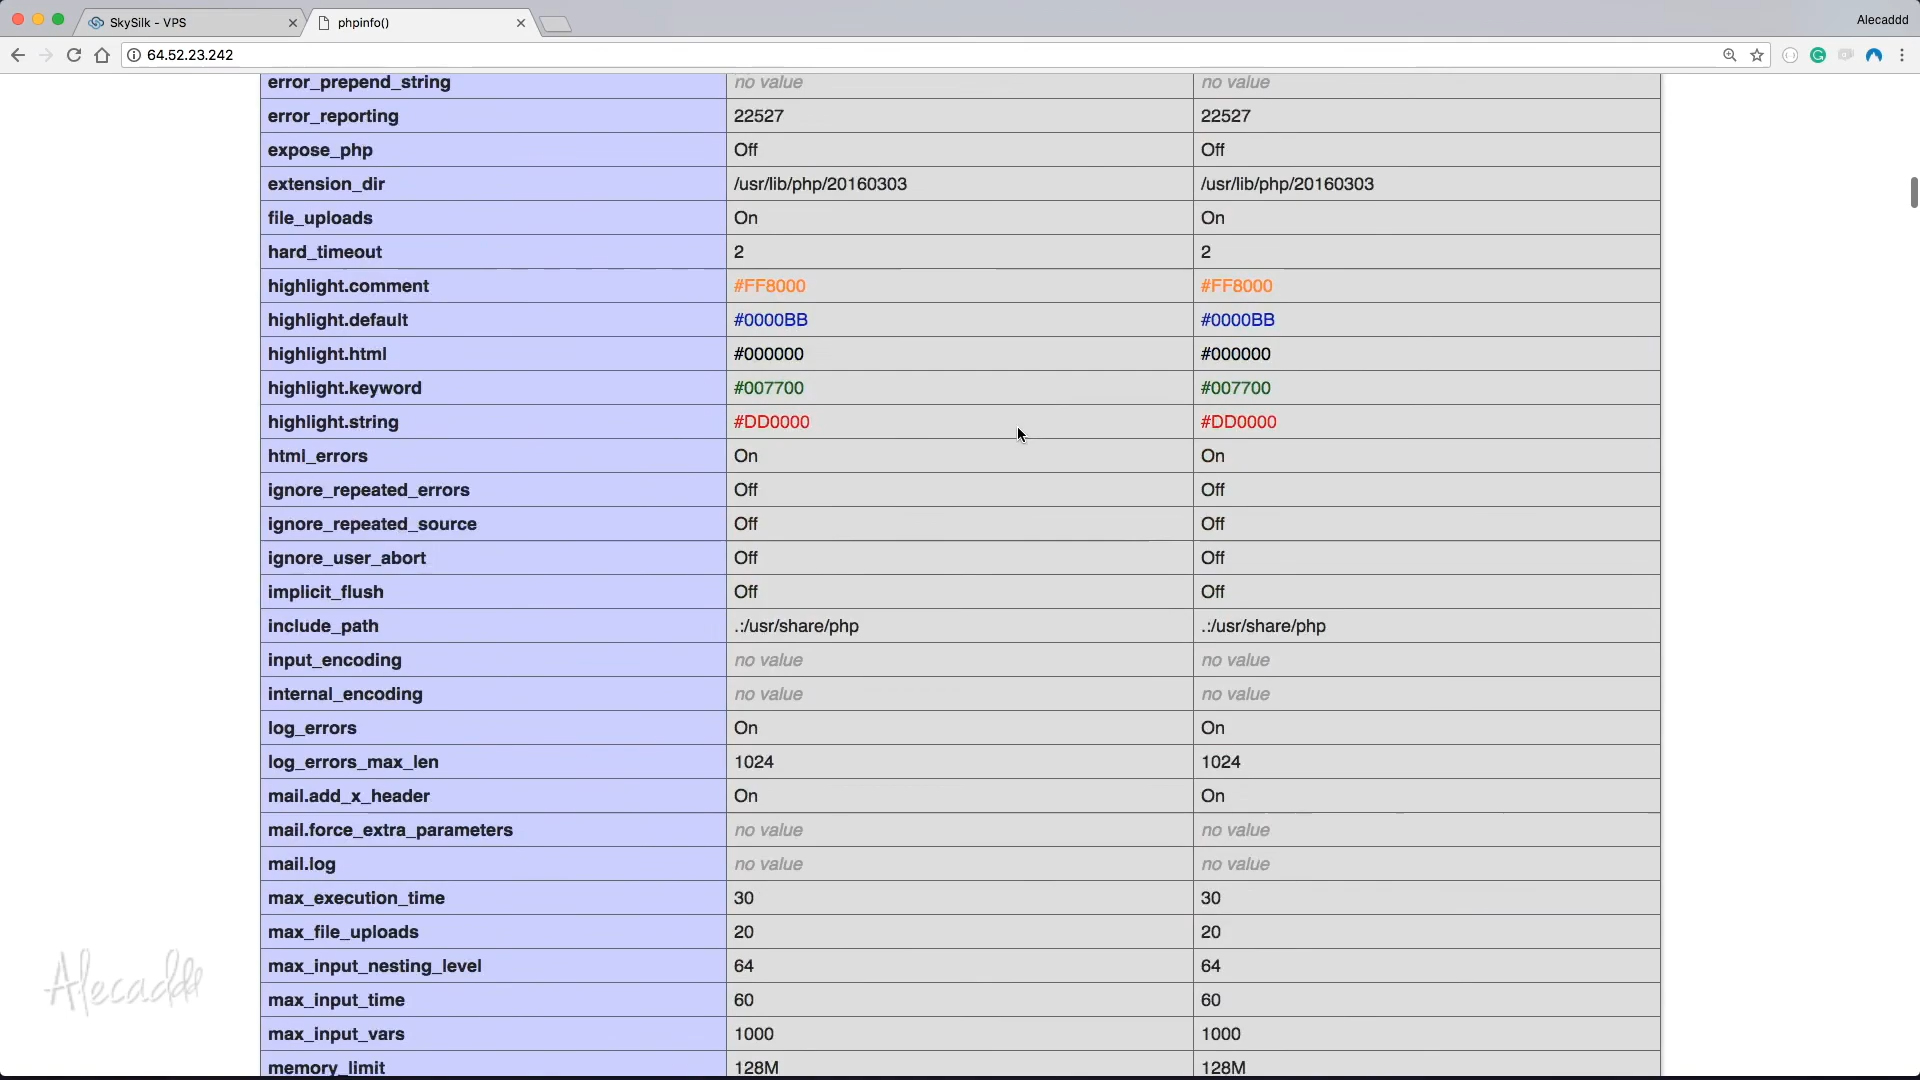 SkySilk - VPS
phpinfo()
Alecaddd
64.52.23.242
error_prepend_string no value no value
error_reporting 22527 22527
expose_php Off Off
extension_dir /usr/lib/php/20160303 /usr/lib/php/20160303
file_uploads On On
hard_timeout 2 2
highlight.comment #FF8000 #FF8000
highlight.default #0000BB #0000BB
highlight.html #000000 #000000
highlight.keyword #007700 #007700
highlight.string #DD0000 #DD0000
html_errors On On
ignore_repeated_errors Off Off
ignore_repeated_source Off Off
ignore_user_abort Off Off
implicit_flush Off Off
include_path .:/usr/share/php .:/usr/share/php
input_encoding no value no value
internal_encoding no value no value
log_errors On On
log_errors_max_len 1024 1024
mail.add_x_header On On
mail.force_extra_parameters no value no value
mail.log no value no value
max_execution_time 30 30
max_file_uploads 20 20
max_input_nesting_level 64 64
max_input_time 60 60
max_input_vars 1000 1000
memory_limit 128M 128M
Alecaddd